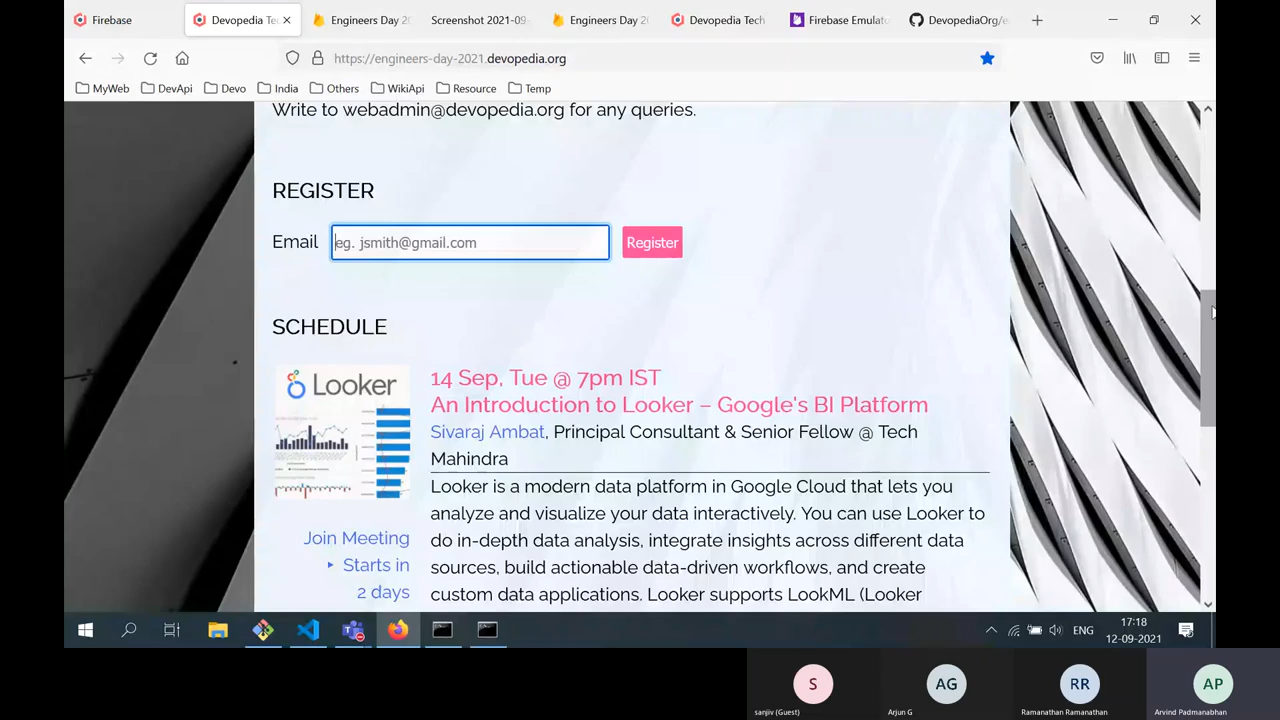 Firebase
Devopedia Te
Engineers Day 20
Screenshot 2021-09-
Engineers Day 20
Devopedia Tech
Firebase Emulato
DevopediaOrg/e
https://engineers-day-2021.devopedia.org
MyWeb
DevApi
Devo
India
Others
WikiApi
Resource
Temp
Write to webadmin@devopedia.org for any queries.
REGISTER
Email
eg. jsmith@gmail.com
Register
SCHEDULE
Looker
14 Sep, Tue @ 7pm IST
An Introduction to Looker – Google's BI Platform
Sivaraj Ambat, Principal Consultant & Senior Fellow @ Tech
Mahindra
Looker is a modern data platform in Google Cloud that lets you
analyze and visualize your data interactively. You can use Looker to
do in-depth data analysis, integrate insights across different data
sources, build actionable data-driven workflows, and create
custom data applications. Looker supports LookML (Looker
Join Meeting
‣ Starts in
2 days
ENG
17:18
12-09-2021
S
AG
RR
AP
sanjiv (Guest)
Arjun G
Ramanathan Ramanathan
Arvind Padmanabhan